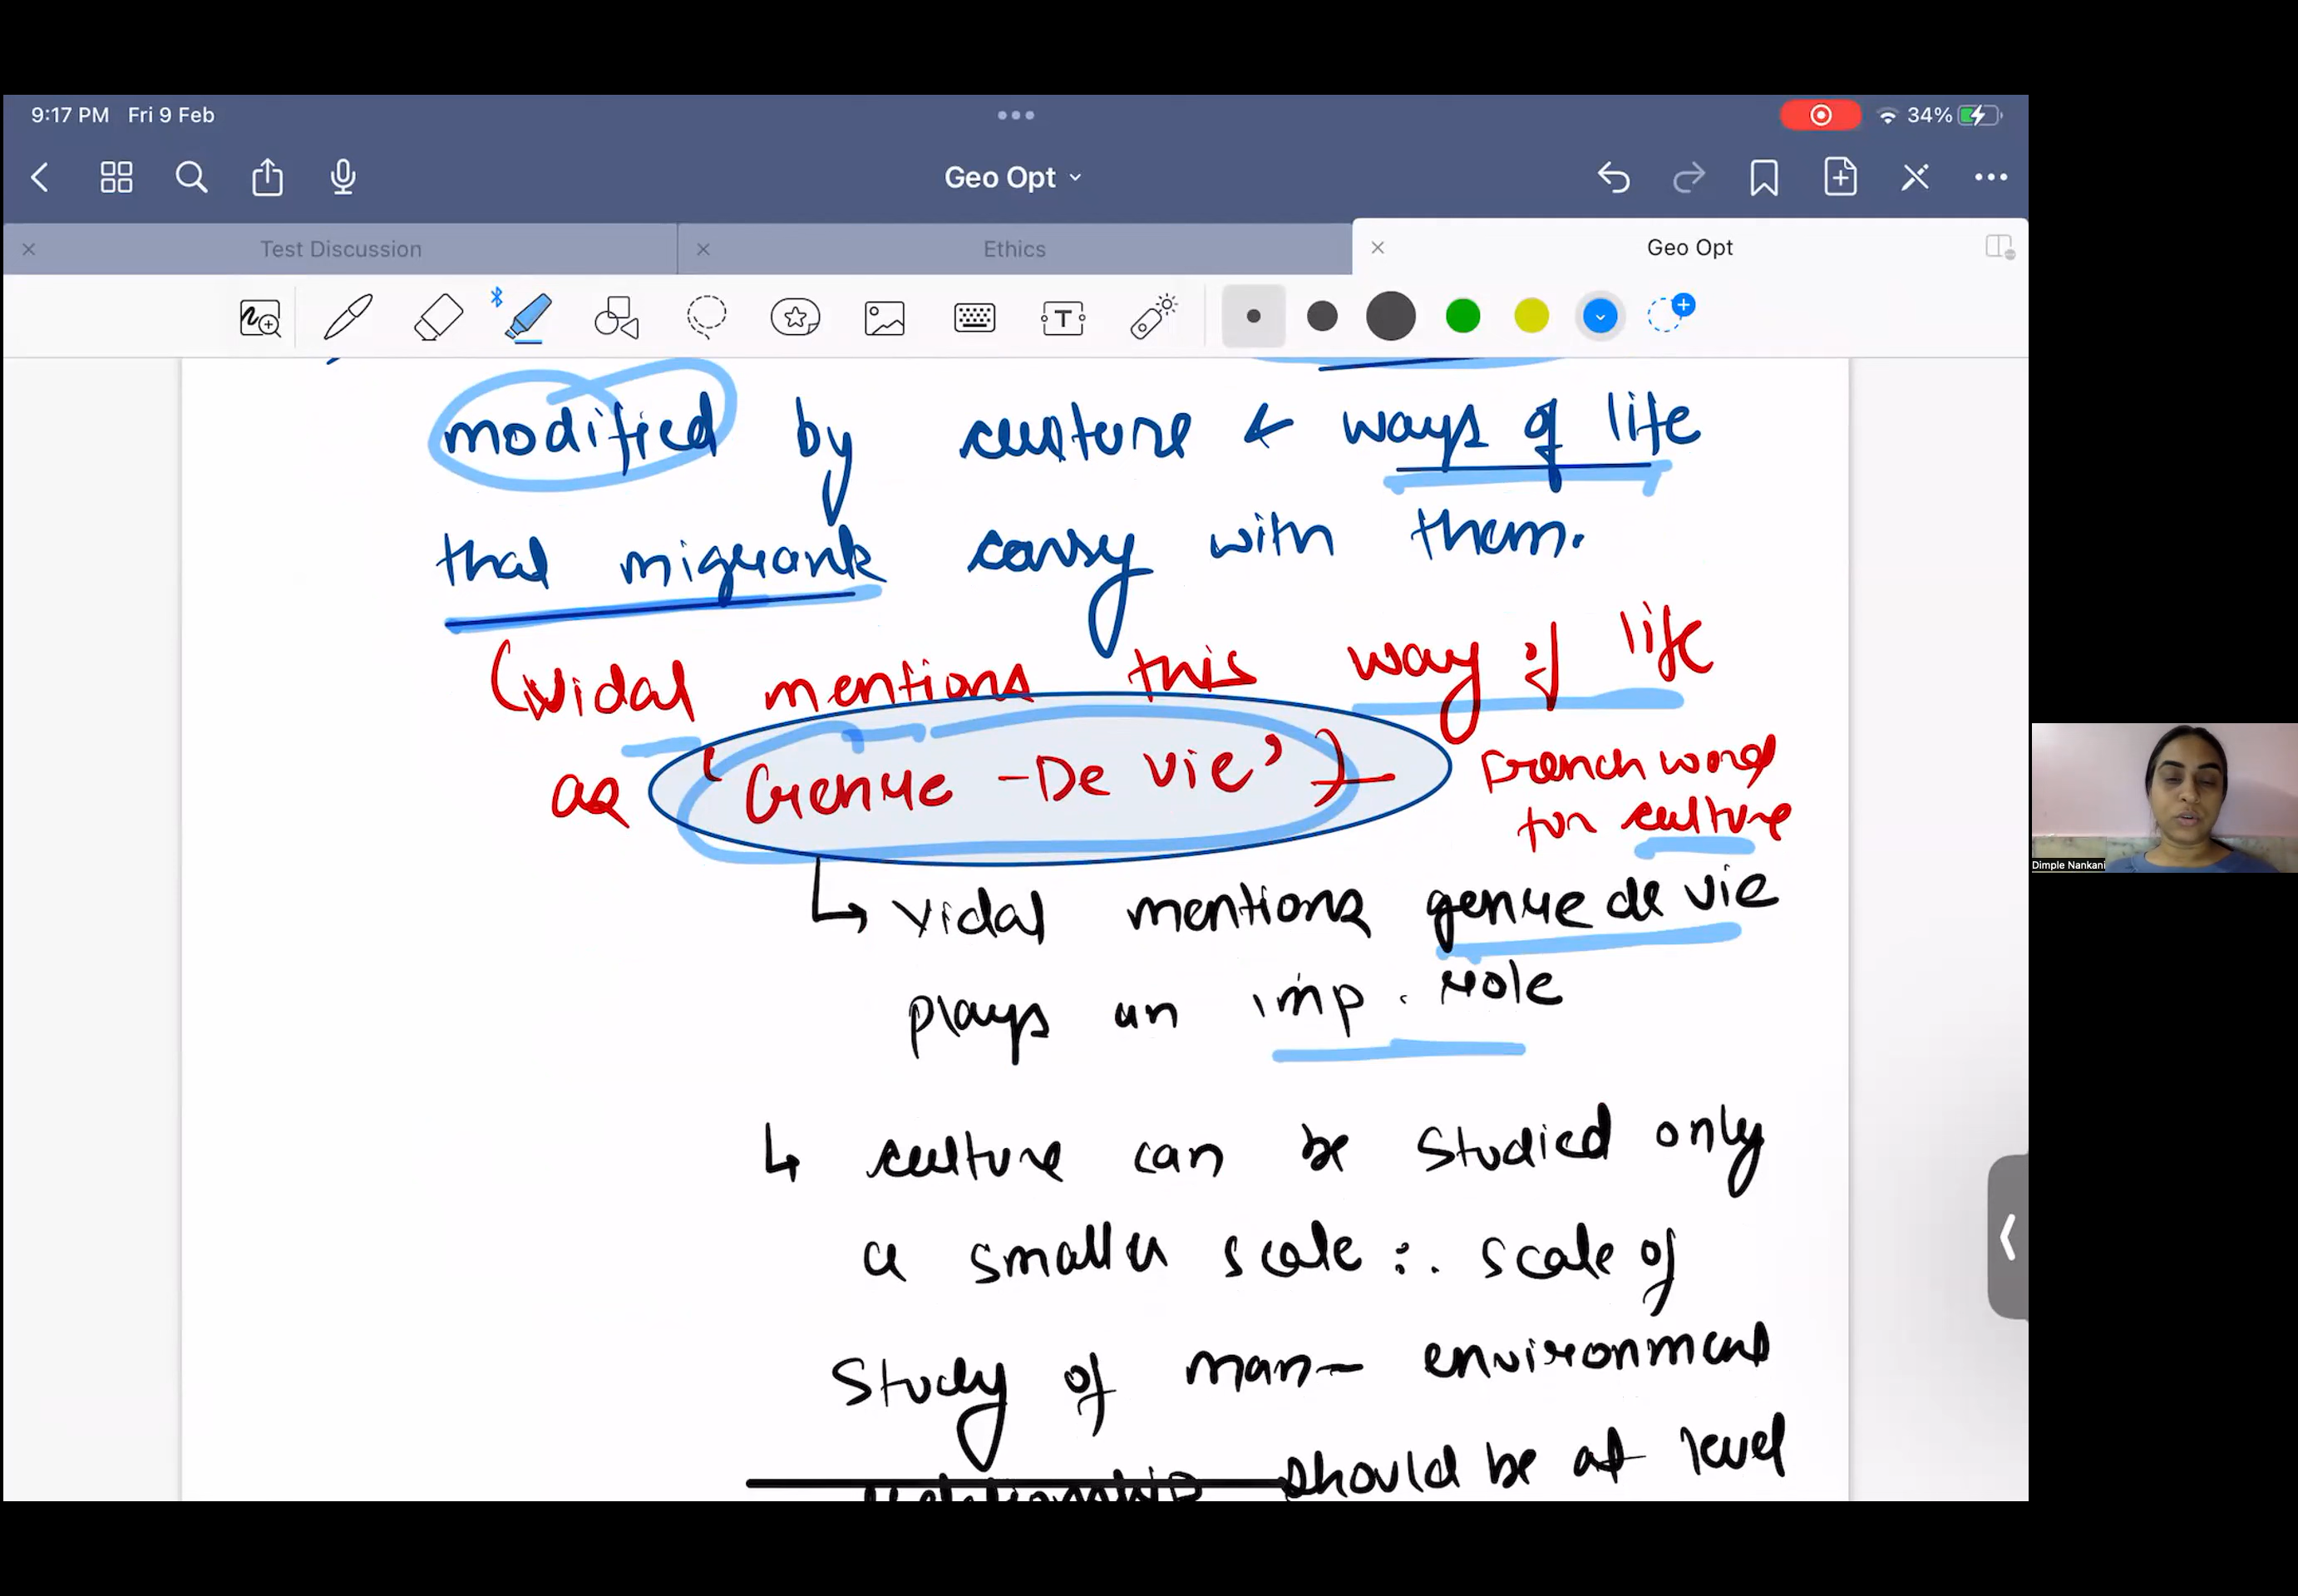 9:17 PM Fri 9 Feb
34%
Geo Opt
Test Discussion
Ethics
Geo Opt
modified by culture & ways of life
that migrants carry with them.
(Vidal mentions this way of life
as 'Genre - De Vie') - French word
for culture
↳ Vidal mentions genre de vie
plays an imp. role
↳ culture can be studied only
a smaller scale ∴ scale of
study of man- environment
relationship should be at level
Dimple Nankani